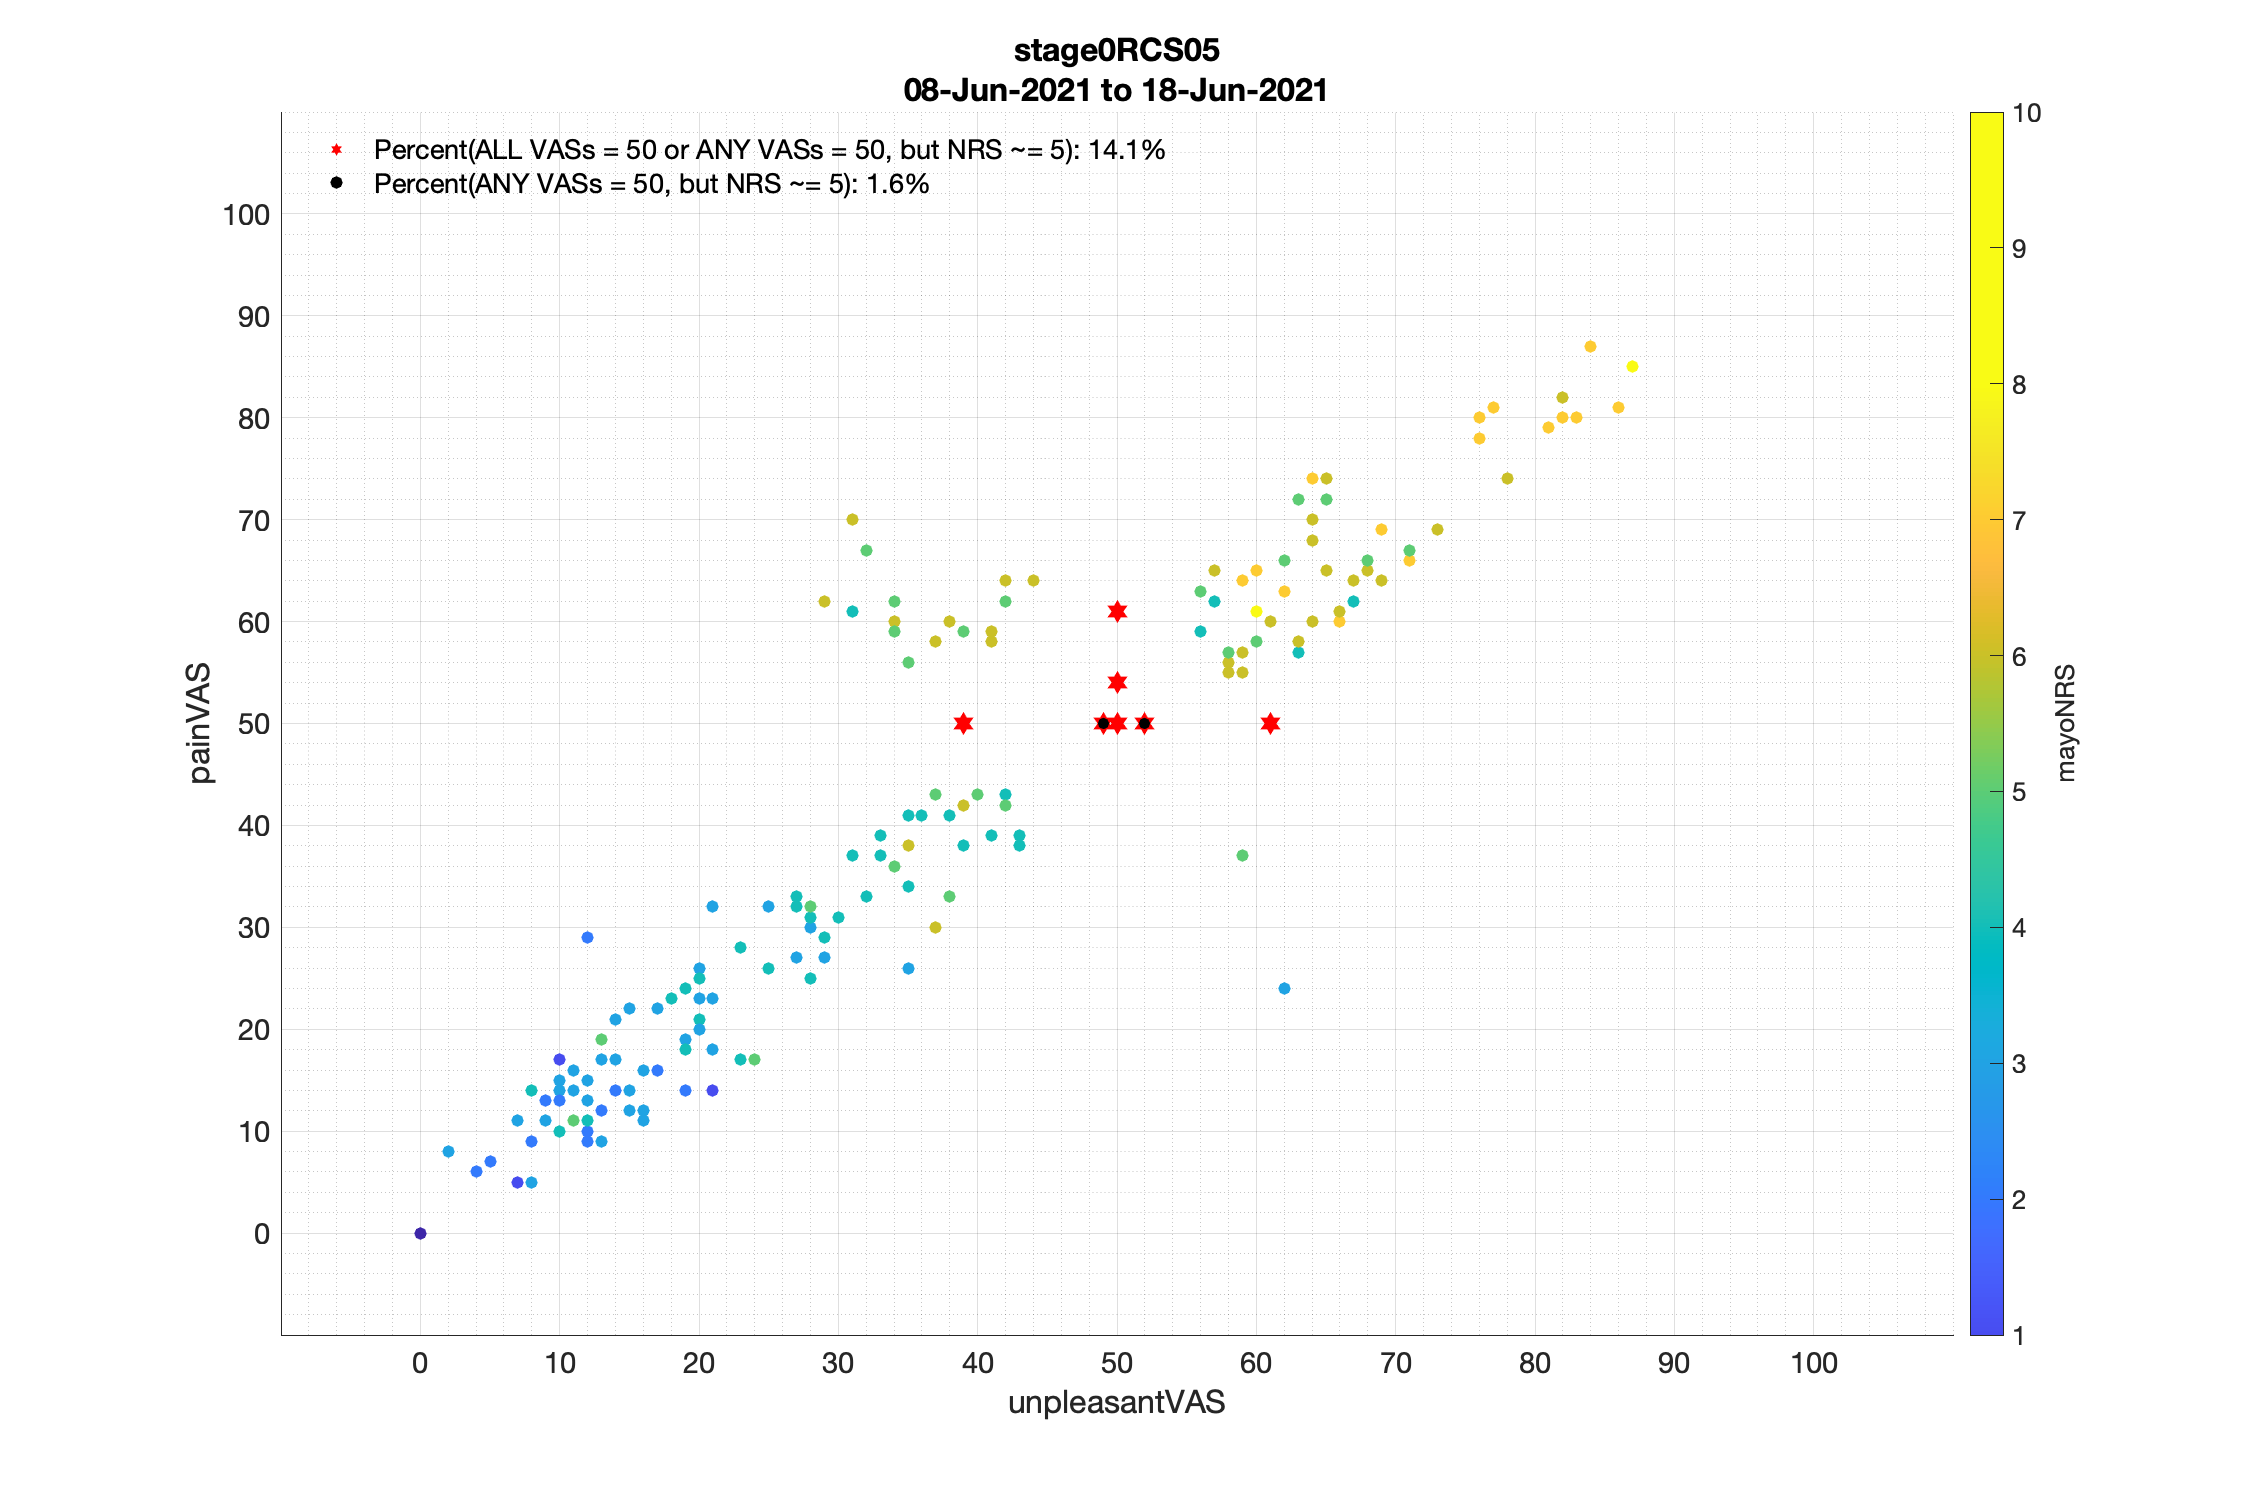 stage0RCS05
08-Jun-2021 to 18-Jun-2021
Percent(ALL VASs = 50 or ANY VASs = 50, but NRS ~= 5): 14.1%
Percent(ANY VASs = 50, but NRS ~= 5): 1.6%
100
90
80
70
60
50
40
30
20
10
0
painVAS
0 10 20 30 40 50 60 70 80 90 100
unpleasantVAS
10
9
8
7
6
5
4
3
2
1
mayoNRS